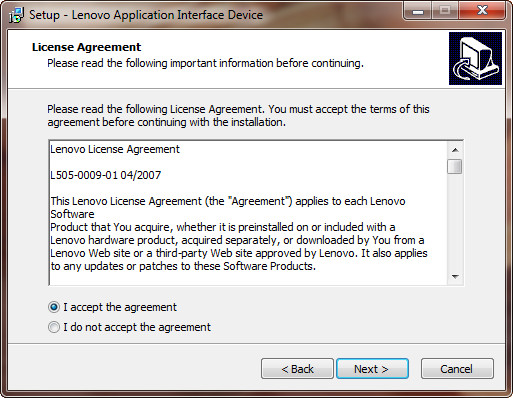 Setup - Lenovo Application Interface Device
License Agreement
Please read the following important information before continuing.
Please read the following License Agreement. You must accept the terms of this
agreement before continuing with the installation.
Lenovo License Agreement
L505-0009-01 04/2007
This Lenovo License Agreement (the "Agreement") applies to each Lenovo
Software
Product that You acquire, whether it is preinstalled on or included with a
Lenovo hardware product, acquired separately, or downloaded by You from a
Lenovo Web site or a third-party Web site approved by Lenovo. It also applies
to any updates or patches to these Software Products.
I accept the agreement
I do not accept the agreement
< Back
Next >
Cancel